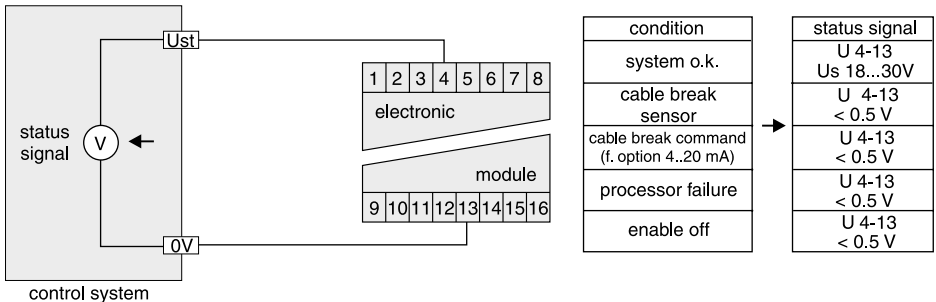 Ust
1 2 3 4 5 6 7 8
electronic
module
9 10 11 12 13 14 15 16
status
signal
V
0V
control system
condition
system o.k.
cable break
sensor
cable break command
(f. option 4..20 mA)
processor failure
enable off
status signal
U 4-13
Us 18...30V
U 4-13
< 0.5 V
U 4-13
< 0.5 V
U 4-13
< 0.5 V
U 4-13
< 0.5 V